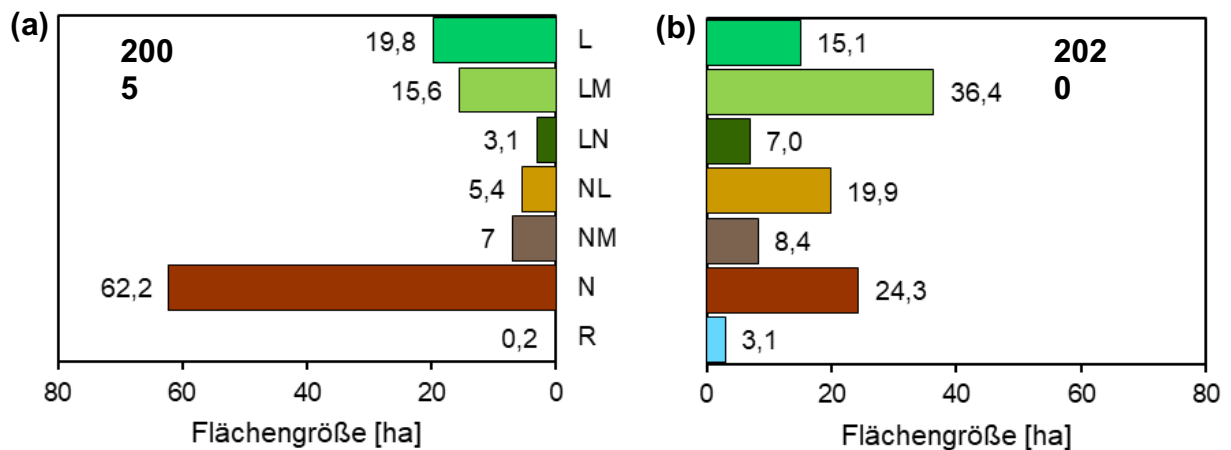 (a)
200
5
19,8
L
15,6
LM
3,1
LN
5,4
NL
7
NM
62,2
N
0,2
R
80 60 40 20 0
Flächengröße [ha]
(b)
202
0
15,1
36,4
7,0
19,9
8,4
24,3
3,1
0 20 40 60 80
Flächengröße [ha]